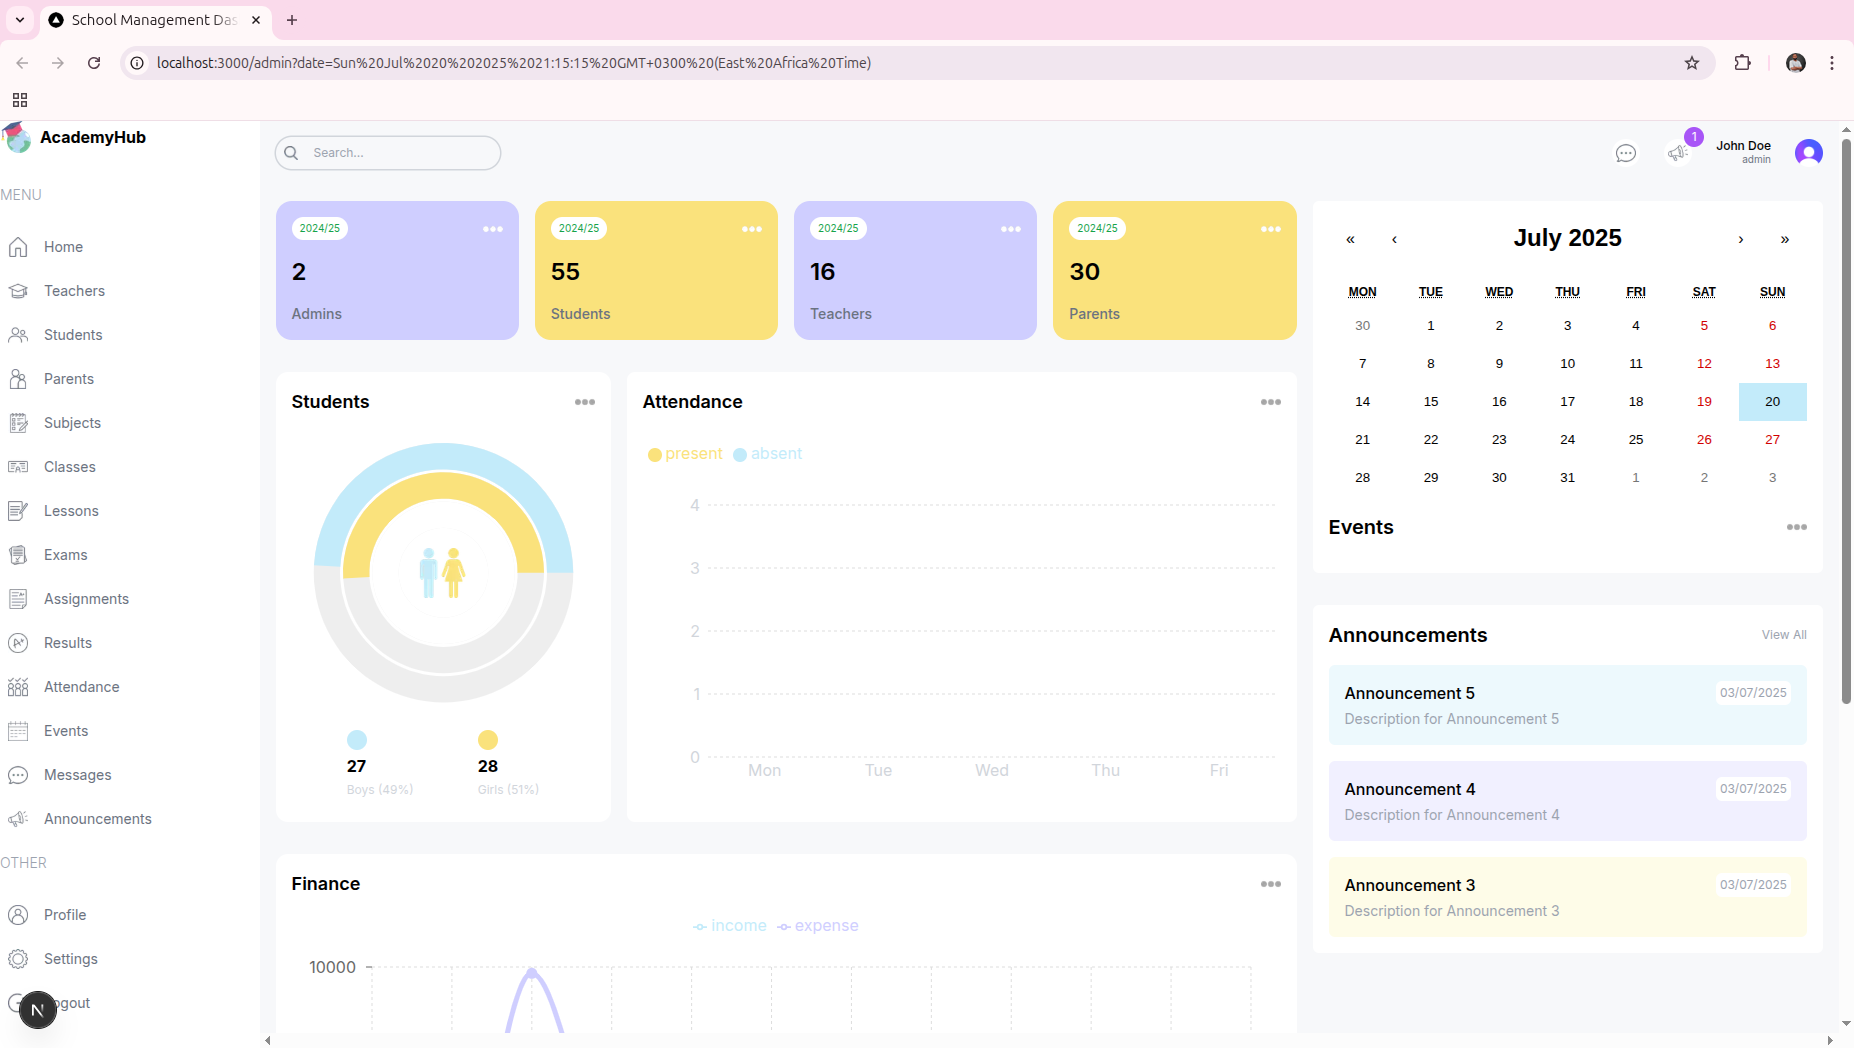 School Management Das
localhost:3000/admin?date=Sun%20Jul%2020%202025%2021:15:15%20GMT+0300%20(East%20Africa%20Time)
AcademyHub
MENU
Home
Teachers
Students
Parents
Subjects
Classes
Lessons
Exams
Assignments
Results
Attendance
Events
Messages
Announcements
OTHER
Profile
Settings
ogout
N
Search...
1
John Doe
admin
2024/25
2
Admins
2024/25
55
Students
2024/25
16
Teachers
2024/25
30
Parents
Students
27
Boys (49%)
28
Girls (51%)
Attendance
present absent
4
3
2
1
0
Mon Tue Wed Thu Fri
Finance
income expense
10000
« ‹ July 2025 › »
MON TUE WED THU FRI SAT SUN
30 1 2 3 4 5 6
7 8 9 10 11 12 13
14 15 16 17 18 19 20
21 22 23 24 25 26 27
28 29 30 31 1 2 3
Events
Announcements View All
Announcement 5 03/07/2025
Description for Announcement 5
Announcement 4 03/07/2025
Description for Announcement 4
Announcement 3 03/07/2025
Description for Announcement 3